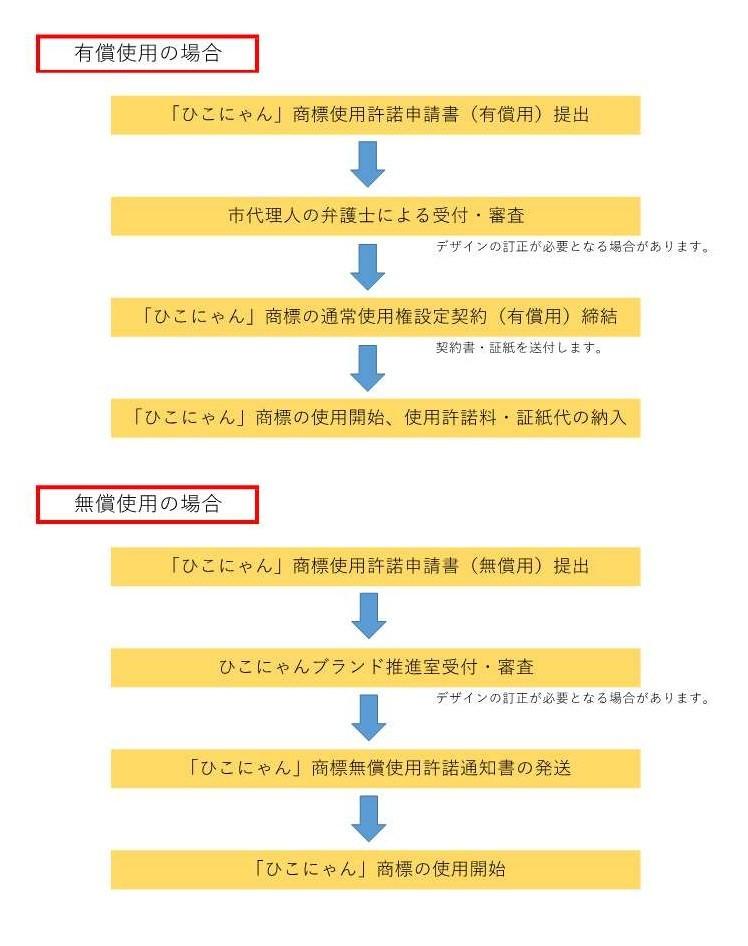 有償使用の場合
「ひこにゃん」商標使用許諾申請書（有償用）提出
市代理人の弁護士による受付・審査
デザインの訂正が必要となる場合があります。
「ひこにゃん」商標の通常使用権設定契約（有償用）締結
契約書・証紙を送付します。
「ひこにゃん」商標の使用開始、使用許諾料・証紙代の納入
無償使用の場合
「ひこにゃん」商標使用許諾申請書（無償用）提出
ひこにゃんブランド推進室受付・審査
デザインの訂正が必要となる場合があります。
「ひこにゃん」商標無償使用許諾通知書の発送
「ひこにゃん」商標の使用開始